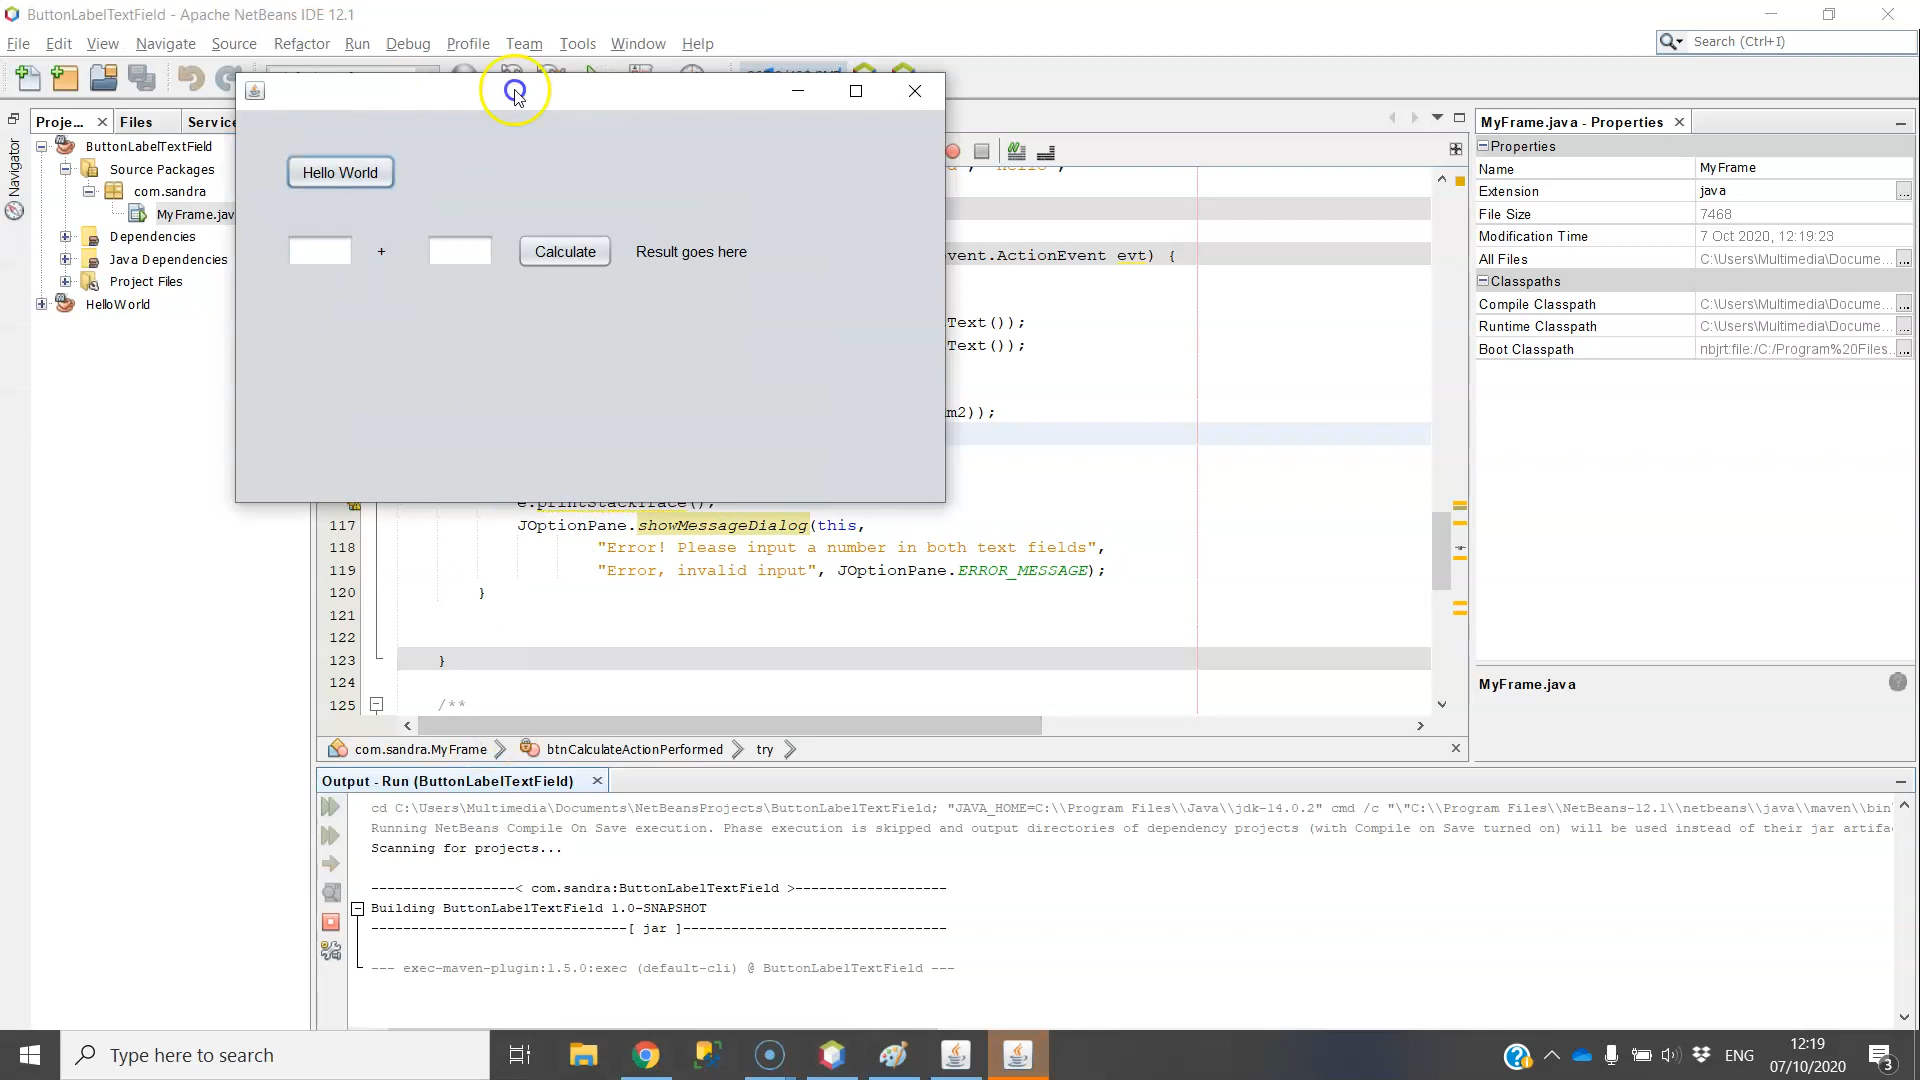 ButtonLabelTextField - Apache NetBeans IDE 12.1
File Edit View Navigate Source Refactor Run Debug Team Profile Tools Window Help
Search (Ctrl+I)
Proje... Files Service
Navigator
ButtonLabelTextField
Source Packages
com.sandra
MyFrame.jav
Dependencies
Java Dependencies
Project Files
HelloWorld
Hello World
+
Calculate
Result goes here
vent.ActionEvent evt) {
Text());
Text());
m2));
e.printStackTrace();
117 JOptionPane.showMessageDialog(this,
118 "Error! Please input a number in both text fields",
119 "Error, invalid input", JOptionPane.ERROR_MESSAGE);
120 }
121
122
123 }
124
125 /**
com.sandra.MyFrame btnCalculateActionPerformed try
MyFrame.java - Properties
Properties
Name MyFrame
Extension java
File Size 7468
Modification Time 7 Oct 2020, 12:19:23
All Files C:\Users\Multimedia\Docume...
Classpaths
Compile Classpath C:\Users\Multimedia\Docume...
Runtime Classpath C:\Users\Multimedia\Docume...
Boot Classpath nbjrt:file:/C:/Program%20Files...
MyFrame.java
Output - Run (ButtonLabelTextField)
cd C:\Users\Multimedia\Documents\NetBeansProjects\ButtonLabelTextField; "JAVA_HOME=C:\\Program Files\\Java\\jdk-14.0.2" cmd /c "\"C:\\Program Files\\NetBeans-12.1\\netbeans\\java\\maven\\bin\
Running NetBeans Compile On Save execution. Phase execution is skipped and output directories of dependency projects (with Compile on Save turned on) will be used instead of their jar artifa
Scanning for projects...
------------------< com.sandra:ButtonLabelTextField >-------------------
Building ButtonLabelTextField 1.0-SNAPSHOT
--------------------------------[ jar ]---------------------------------
--- exec-maven-plugin:1.5.0:exec (default-cli) @ ButtonLabelTextField ---
Type here to search
ENG
12:19
07/10/2020
3